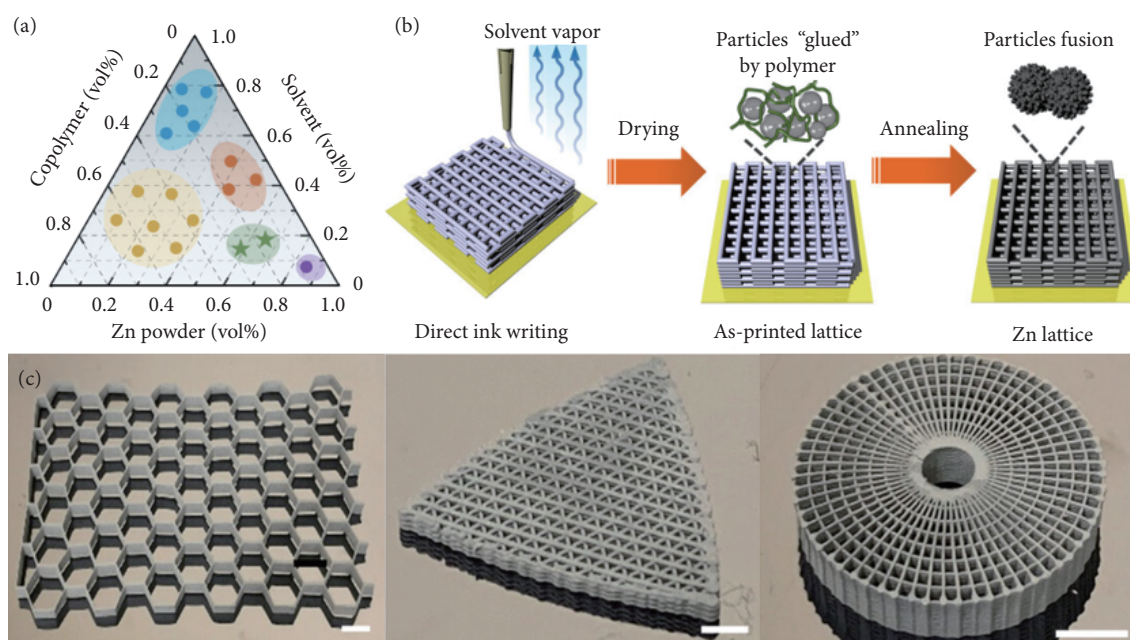 (a)
0
1.0
0.2
0.8
0.4
0.6
0.6
0.4
0.8
0.2
1.0
0
0
0.2
0.4
0.6
0.8
1.0
Copolymer (vol%)
Solvent (vol%)
Zn powder (vol%)
(b)
Solvent vapor
Direct ink writing
Drying
Particles “glued”
by polymer
As-printed lattice
Annealing
Particles fusion
Zn lattice
(c)